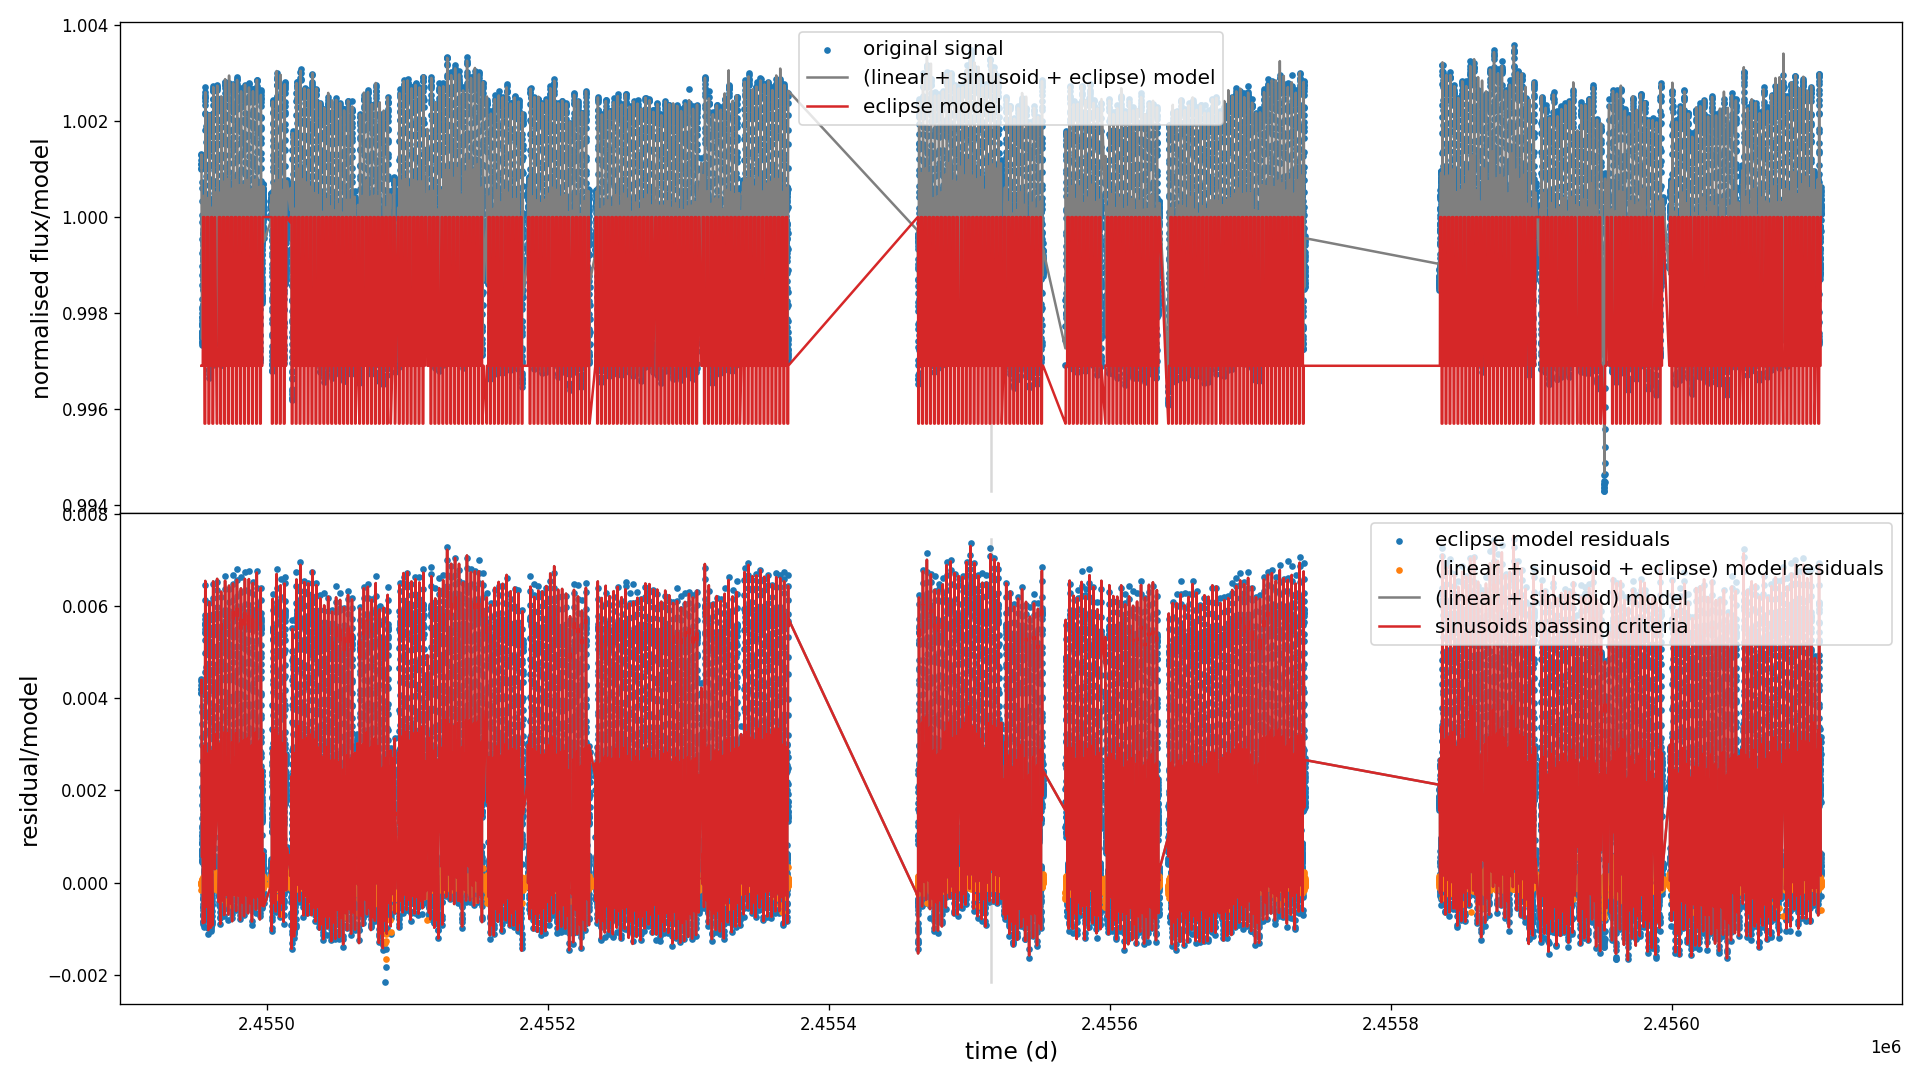 1.004
1.002
1.000
0.998
0.996
0.994
normalised flux/model
original signal
(linear + sinusoid + eclipse) model
eclipse model
0.008
0.006
0.004
0.002
0.000
−0.002
residual/model
eclipse model residuals
(linear + sinusoid + eclipse) model residuals
(linear + sinusoid) model
sinusoids passing criteria
2.4550
2.4552
2.4554
2.4556
2.4558
2.4560
1e6
time (d)